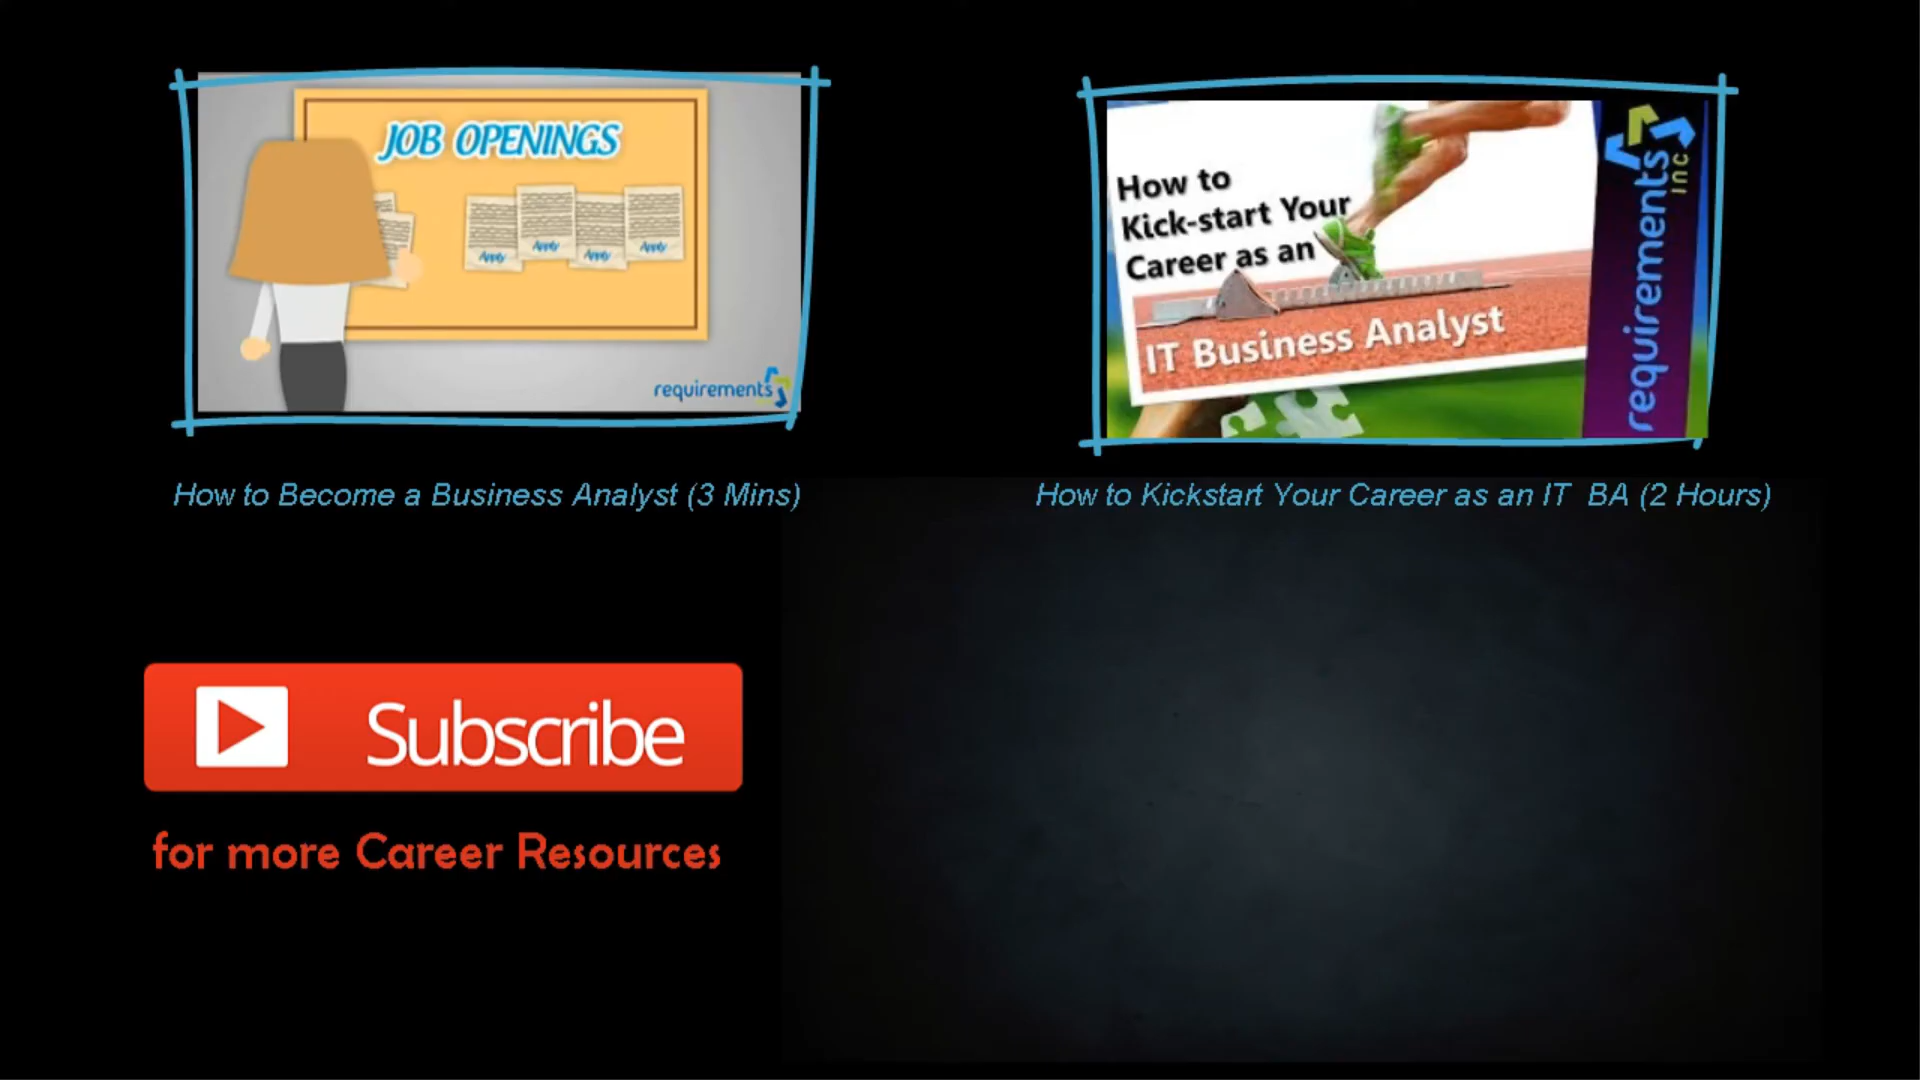 JOB OPENINGS
Apply
Apply
Apply
Apply
requirements
How to
Kick-start Your
Career as an
IT Business Analyst
requirements
inc
How to Become a Business Analyst (3 Mins)
How to Kickstart Your Career as an IT BA (2 Hours)
Subscribe
for more Career Resources